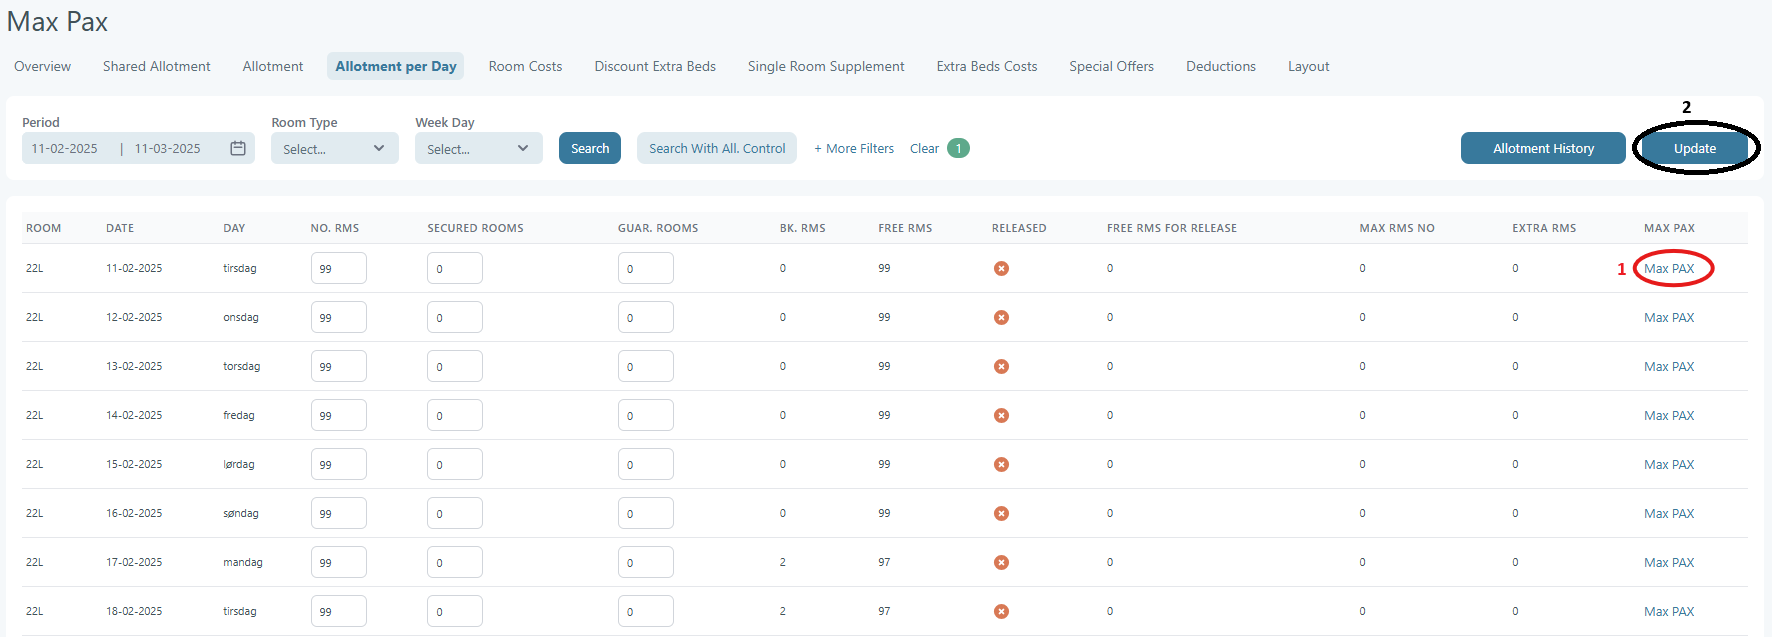 Max Pax
Overview Shared Allotment Allotment Allotment per Day Room Costs Discount Extra Beds Single Room Supplement Extra Beds Costs Special Offers Deductions Layout
2
Period Room Type Week Day
11-02-2025 | 11-03-2025 Select... Select... Search Search With All. Control + More Filters Clear 1 Allotment History Update
ROOM DATE DAY NO. RMS SECURED ROOMS GUAR. ROOMS BK. RMS FREE RMS RELEASED FREE RMS FOR RELEASE MAX RMS NO EXTRA RMS MAX PAX
22L 11-02-2025 tirsdag 99 0 0 0 99 0 0 0 1 Max PAX
22L 12-02-2025 onsdag 99 0 0 0 99 0 0 0 Max PAX
22L 13-02-2025 torsdag 99 0 0 0 99 0 0 0 Max PAX
22L 14-02-2025 fredag 99 0 0 0 99 0 0 0 Max PAX
22L 15-02-2025 lørdag 99 0 0 0 99 0 0 0 Max PAX
22L 16-02-2025 søndag 99 0 0 0 99 0 0 0 Max PAX
22L 17-02-2025 mandag 99 0 0 2 97 0 0 0 Max PAX
22L 18-02-2025 tirsdag 99 0 0 2 97 0 0 0 Max PAX